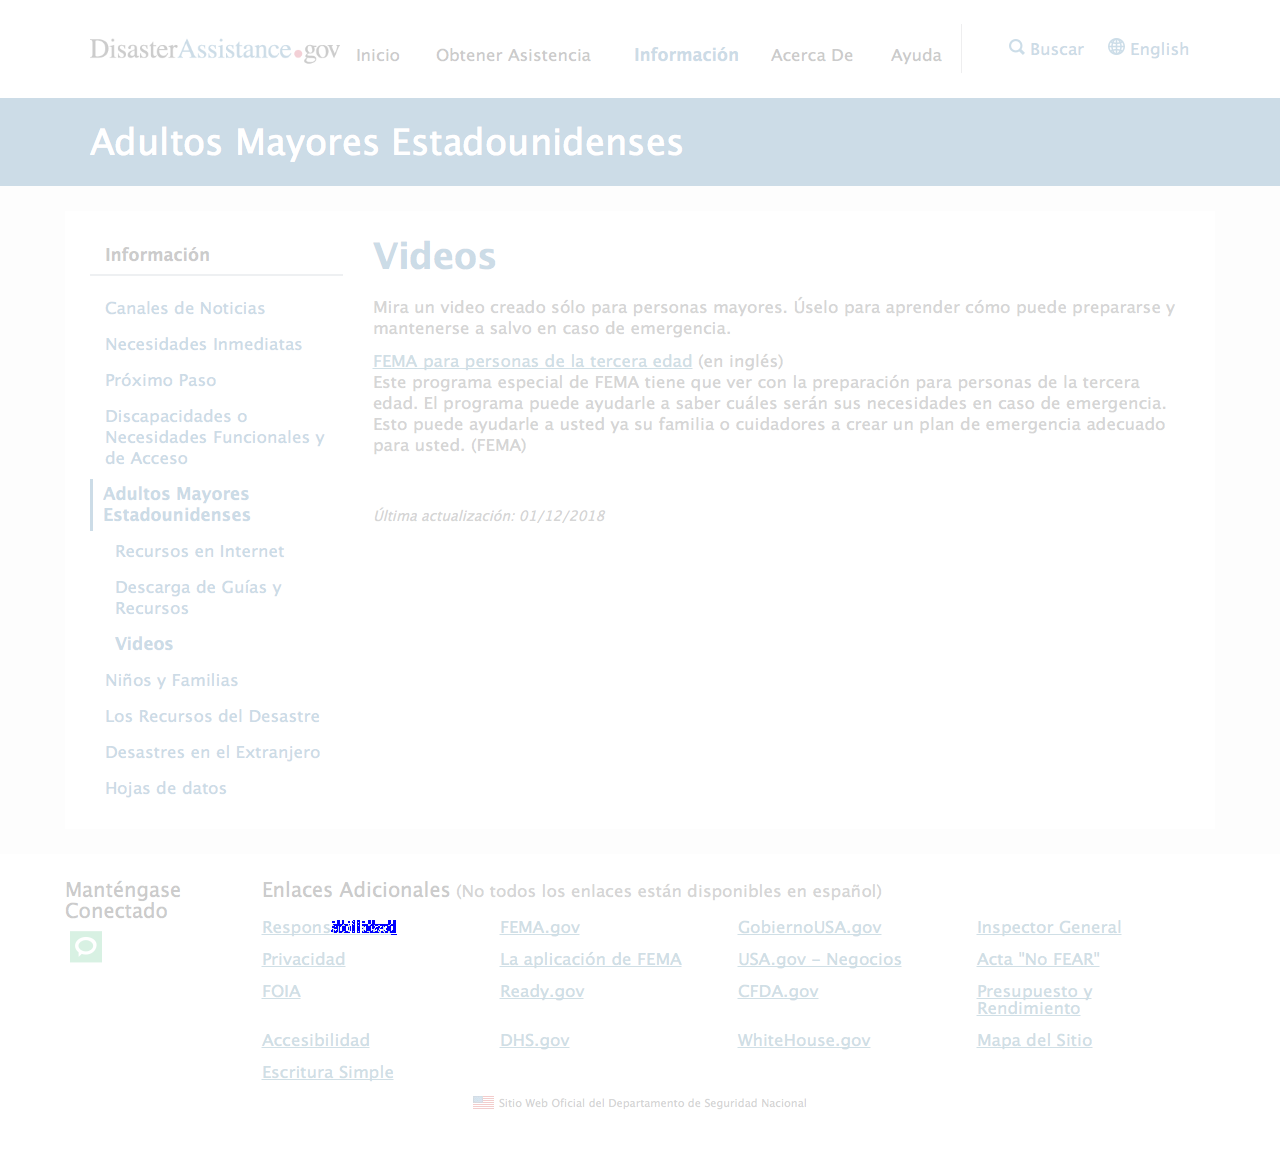 DisasterAssistance.gov Inicio Obtener Asistencia Información Acerca De Ayuda Buscar English
Adultos Mayores Estadounidenses
Información
Canales de Noticias
Necesidades Inmediatas
Próximo Paso
Discapacidades o
Necesidades Funcionales y
de Acceso
Adultos Mayores
Estadounidenses
Recursos en Internet
Descarga de Guías y
Recursos
Videos
Niños y Familias
Los Recursos del Desastre
Desastres en el Extranjero
Hojas de datos
Videos
Mira un video creado sólo para personas mayores. Úselo para aprender cómo puede prepararse y
mantenerse a salvo en caso de emergencia.
FEMA para personas de la tercera edad (en inglés)
Este programa especial de FEMA tiene que ver con la preparación para personas de la tercera
edad. El programa puede ayudarle a saber cuáles serán sus necesidades en caso de emergencia.
Esto puede ayudarle a usted ya su familia o cuidadores a crear un plan de emergencia adecuado
para usted. (FEMA)
Última actualización: 01/12/2018
Manténgase
Conectado
Enlaces Adicionales (No todos los enlaces están disponibles en español)
FEMA.gov GobiernoUSA.gov Inspector General
Privacidad La aplicación de FEMA USA.gov – Negocios Acta "No FEAR"
FOIA Ready.gov CFDA.gov Presupuesto y
Rendimiento
Accesibilidad DHS.gov WhiteHouse.gov Mapa del Sitio
Escritura Simple
Sitio Web Oficial del Departamento de Seguridad Nacional